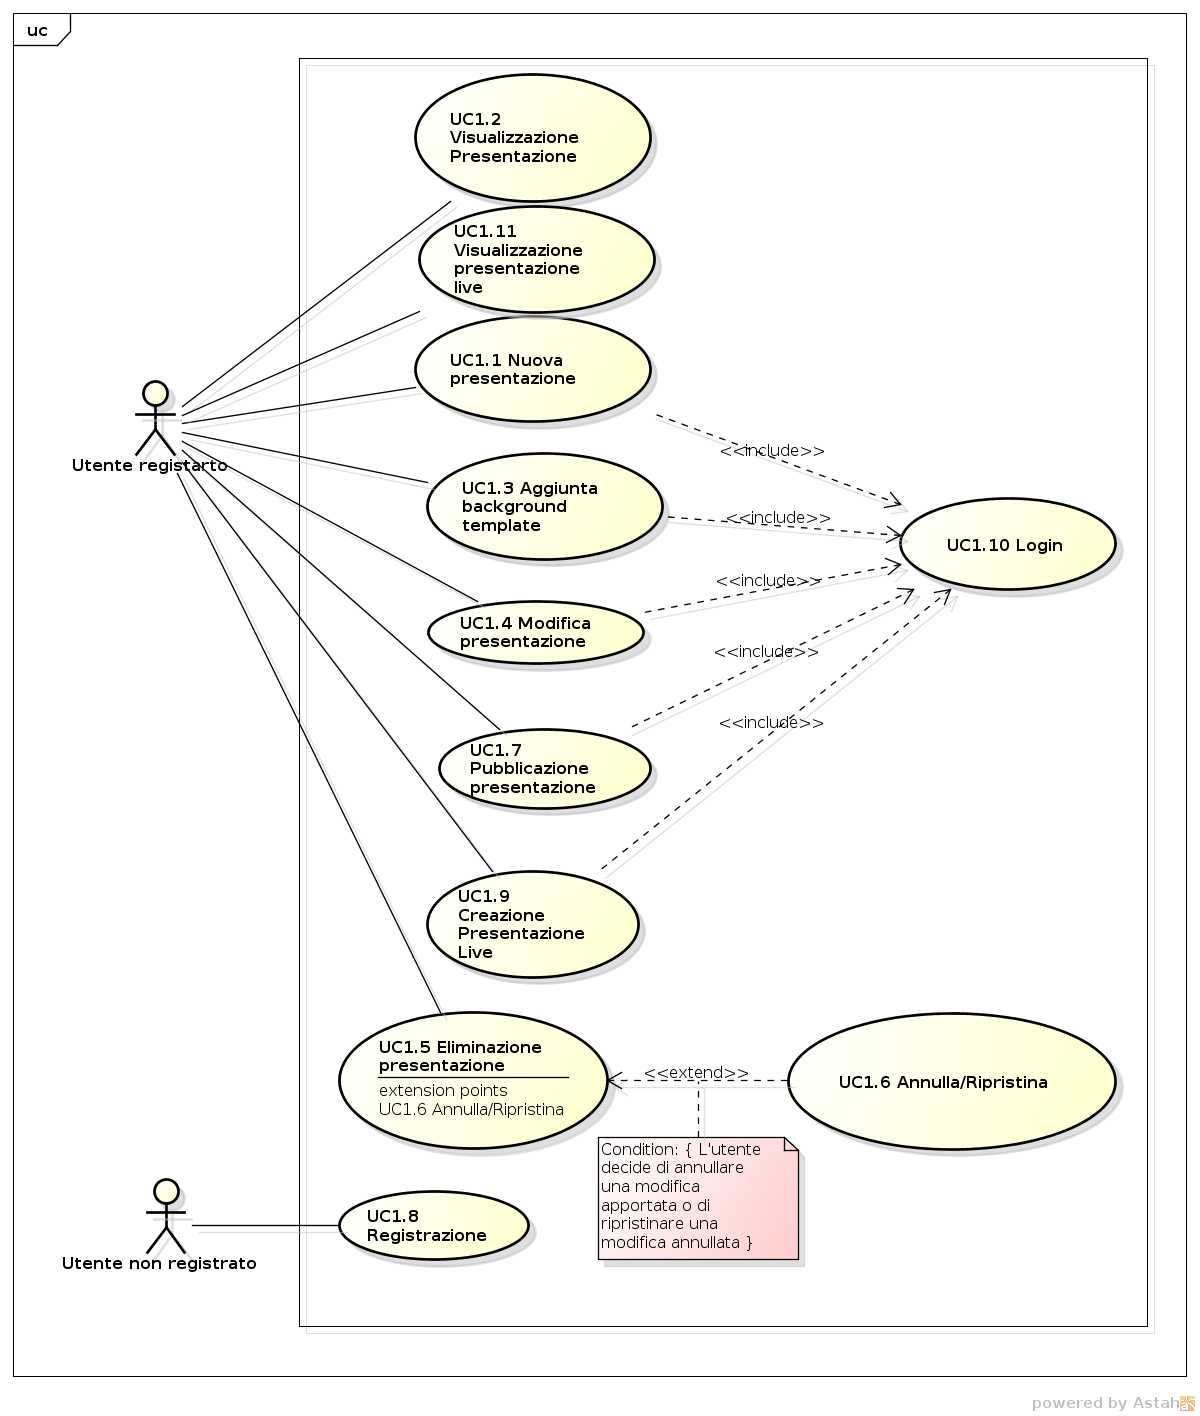 uc
UC1.2
Visualizzazione
Presentazione
UC1.11
Visualizzazione
presentazione
live
UC1.1 Nuova
presentazione
<<include>>
Utente registarto
UC1.3 Aggiunta
background
template
<<include>>
UC1.10 Login
<<include>>
UC1.4 Modifica
presentazione
<<include>>
<<include>>
UC1.7
Pubblicazione
presentazione
UC1.9
Creazione
Presentazione
Live
UC1.5 Eliminazione
presentazione
extension points
UC1.6 Annulla/Ripristina
<<extend>>
UC1.6 Annulla/Ripristina
Condition: { L'utente
decide di annullare
una modifica
apportata o di
ripristinare una
modifica annullata }
UC1.8
Registrazione
Utente non registrato
powered by Astah